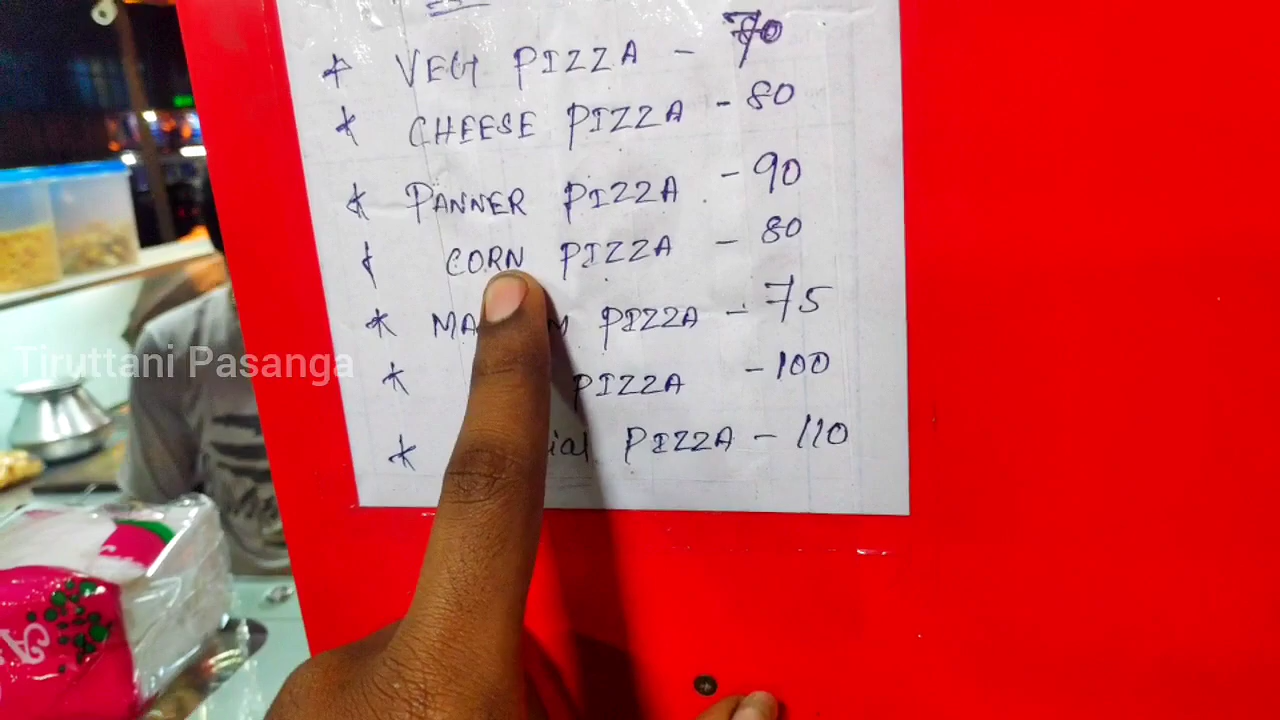 * VEG PIZZA - 70
* CHEESE PIZZA - 80
* PANNER PIZZA - 90
* CORN PIZZA - 80
* PIZZA - 75
* PIZZA - 100
* PIZZA - 110
Tiruttani Pasanga